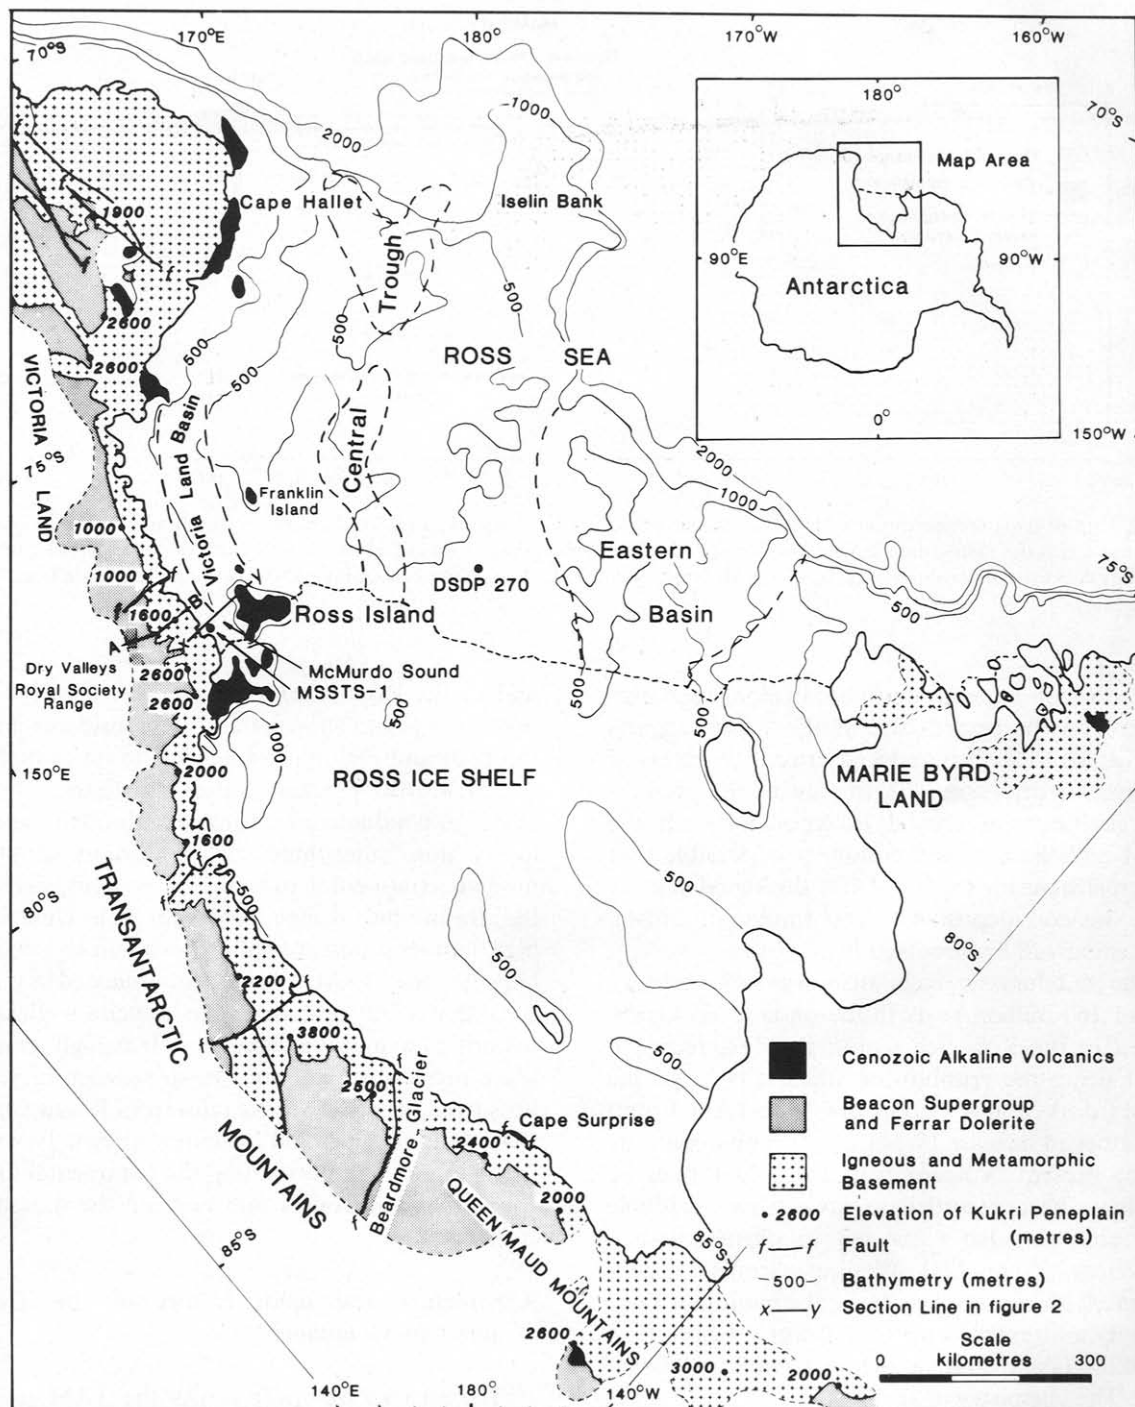 170°E
180°
170°W
160°W
70°S
1000
2000
180°
70°S
Map Area
1900
Cape Hallet
Iselin Bank
90°E
90°W
Antarctica
Trough
500
2600
500
500
ROSS SEA
2600
500
500
0°
150°W
VICTORIA LAND
Victoria Land Basin
Central
2000
75°S
1000
Franklin
Island
1000
Eastern
Basin
1000
DSDP 270
75°S
500
1600
B
Ross Island
A
Dry Valleys
Royal Society
Range
2600
McMurdo Sound
MSSTS-1
2600
500
500
500
1000
150°E
2000
ROSS ICE SHELF
MARIE BYRD
LAND
1600
500
80°S
500
TRANSANTARCTIC
MOUNTAINS
500
80°S
2200
3800
500
2500
Beardmore Glacier
Cape Surprise
2400
QUEEN MAUD MOUNTAINS
2000
85°S
85°S
2600
3000
2000
140°E
180°
140°W
Cenozoic Alkaline Volcanics
Beacon Supergroup
and Ferrar Dolerite
Igneous and Metamorphic
Basement
2600 Elevation of Kukri Peneplain
(metres)
f f Fault
500 Bathymetry (metres)
x y Section Line in figure 2
Scale
0 kilometres 300